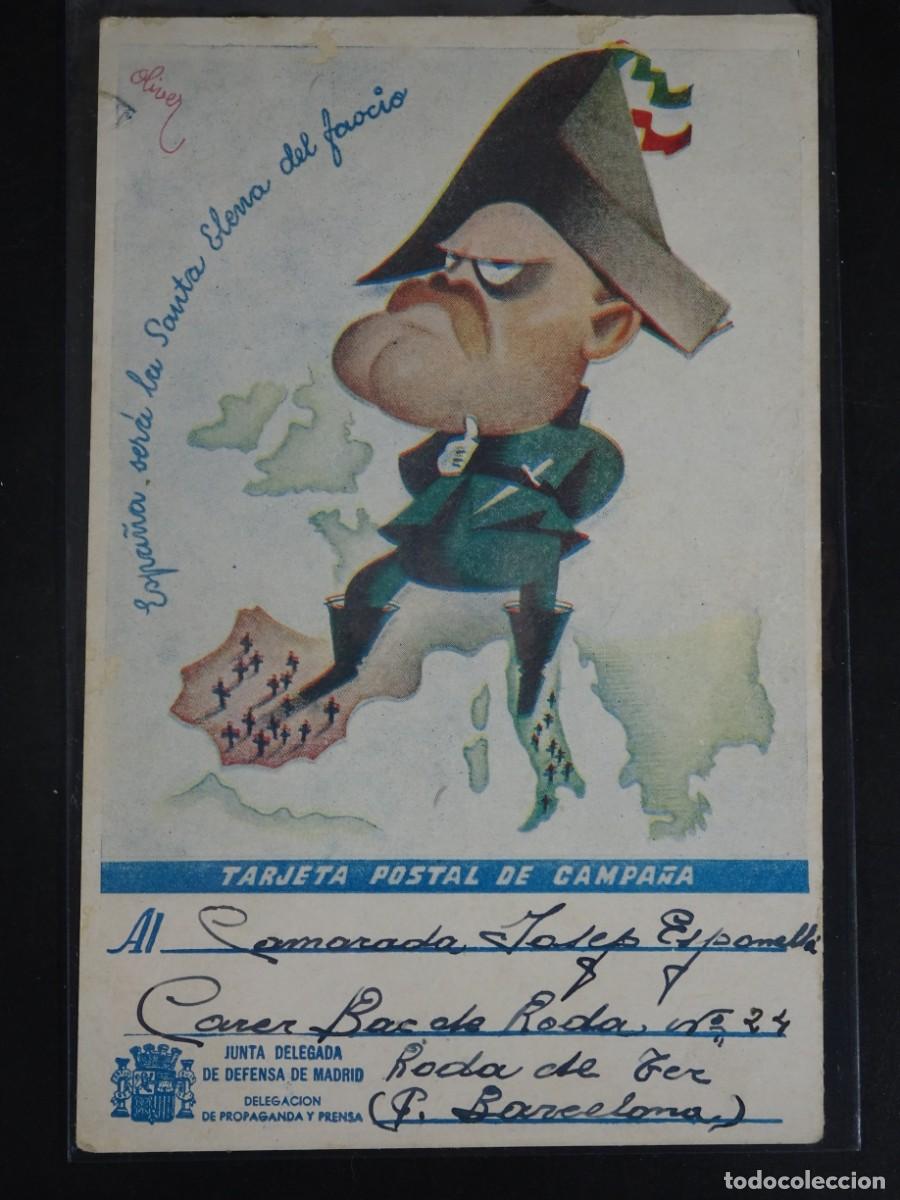 Oliver
España será la Santa Elena del fascio
TARJETA POSTAL DE CAMPAÑA
Al Camarada Josep Esponellá
Carer Bac de Roda, Nº 24
Roda de Ter
(P. Barcelona)
JUNTA DELEGADA
DE DEFENSA DE MADRID
DELEGACION
DE PROPAGANDA Y PRENSA
todocoleccion